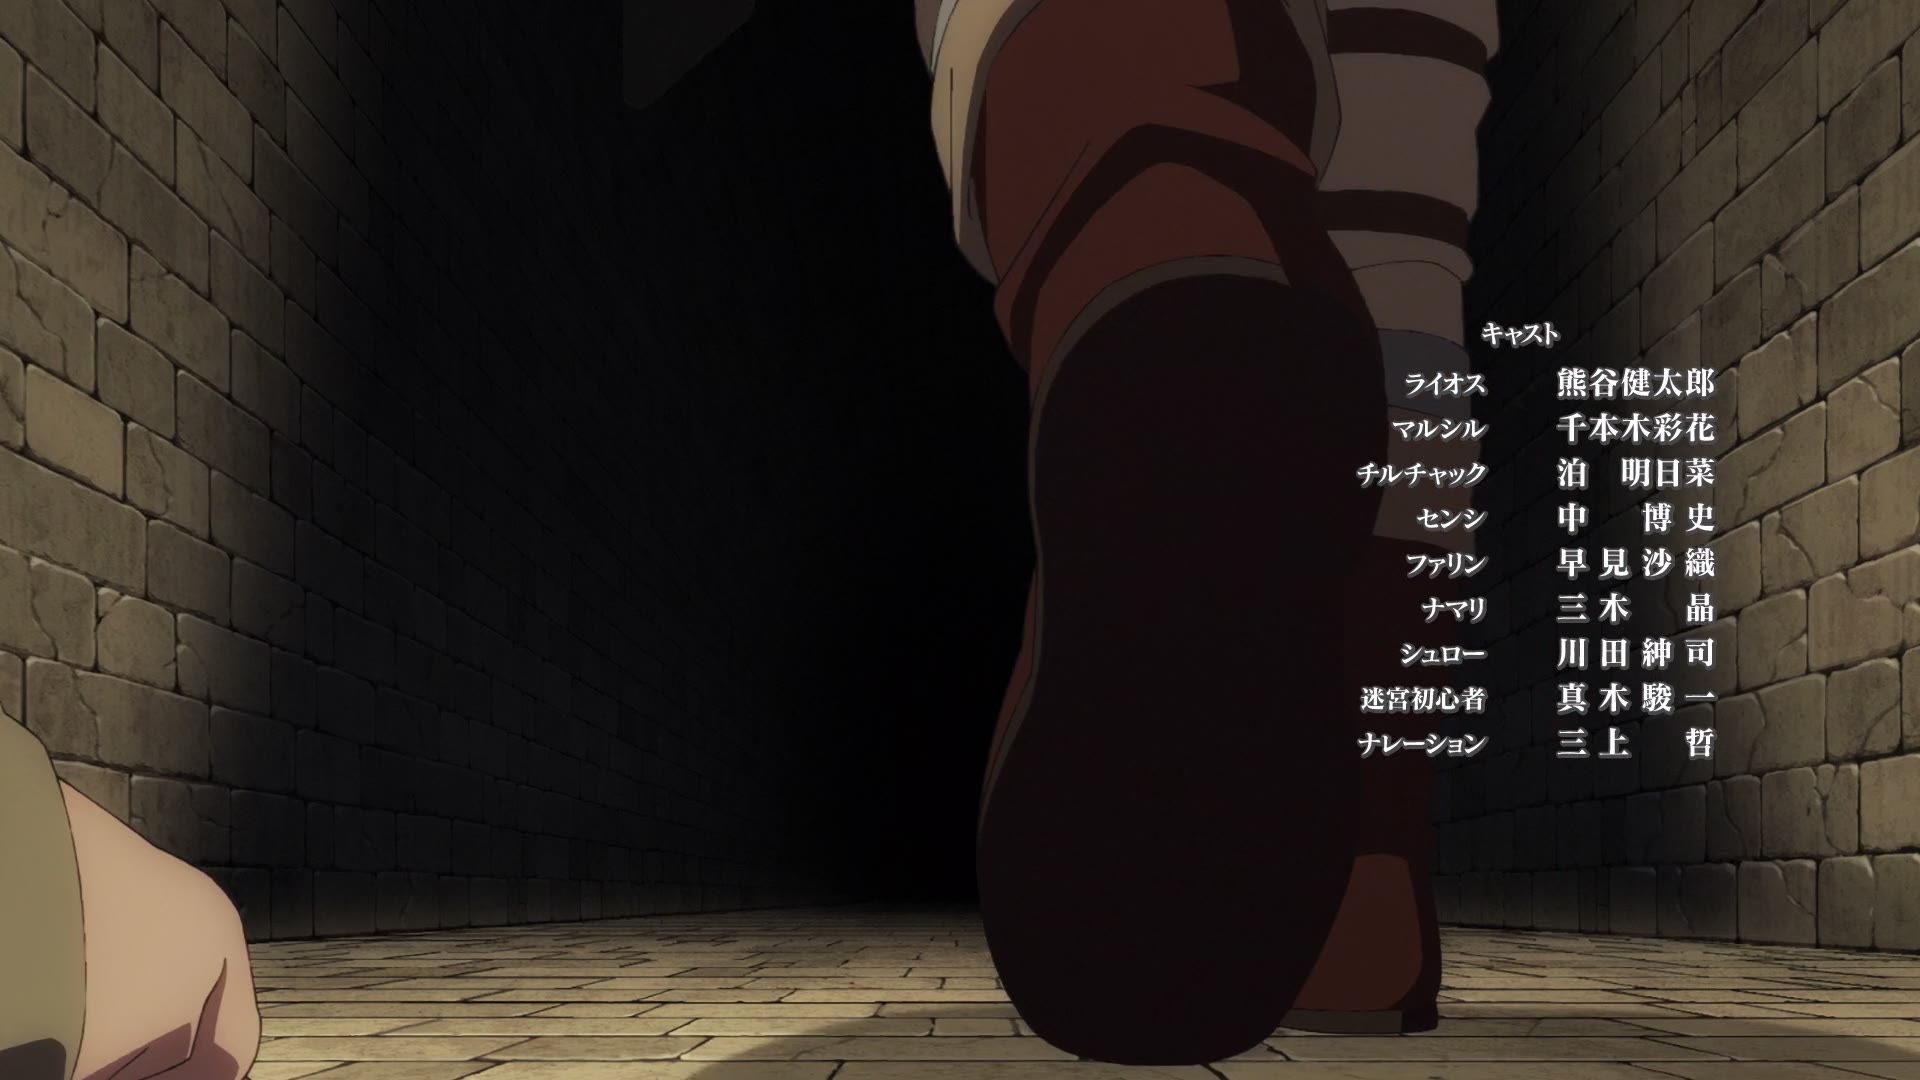 キャスト
ライオス 熊谷健太郎
マルシル 千本木彩花
チルチャック 泊 明日菜
センシ 中 博史
ファリン 早見沙織
ナマリ 三木 晶
シュロー 川田紳司
迷宮初心者 真木駿一
ナレーション 三上 哲